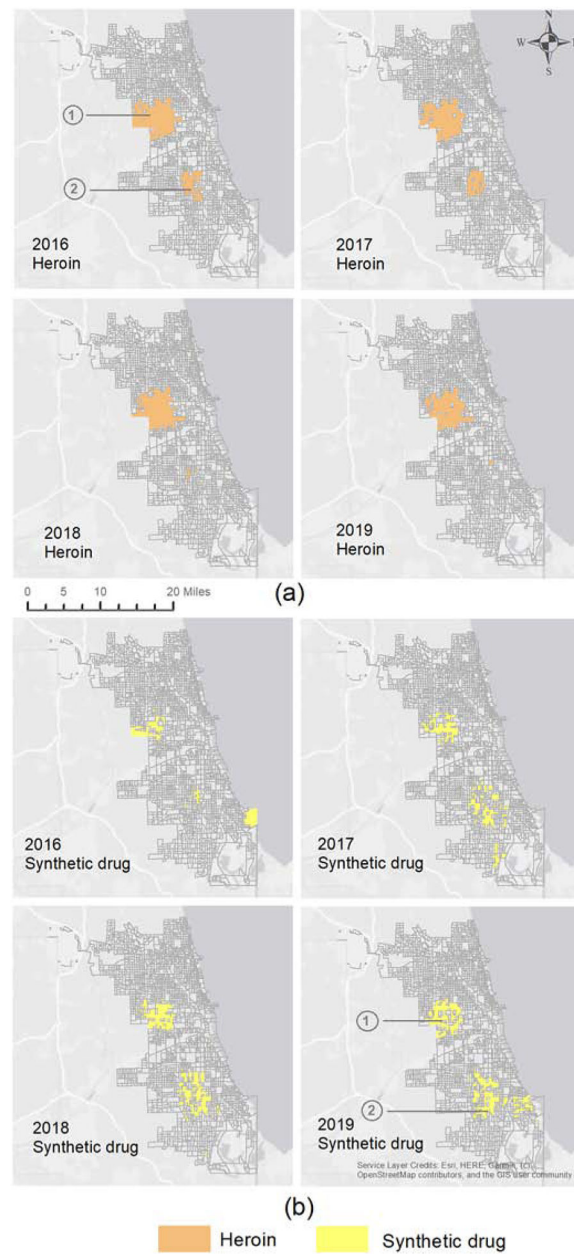 N
W
S
①
②
2016
Heroin
2017
Heroin
2018
Heroin
2019
Heroin
(a)
0 5 10 20 Miles
2016
Synthetic drug
2017
Synthetic drug
①
②
2018
Synthetic drug
2019
Synthetic drug
Service Layer Credits: Esri, HERE, Garmin, (c)
OpenStreetMap contributors, and the GIS user community
(b)
Heroin
Synthetic drug